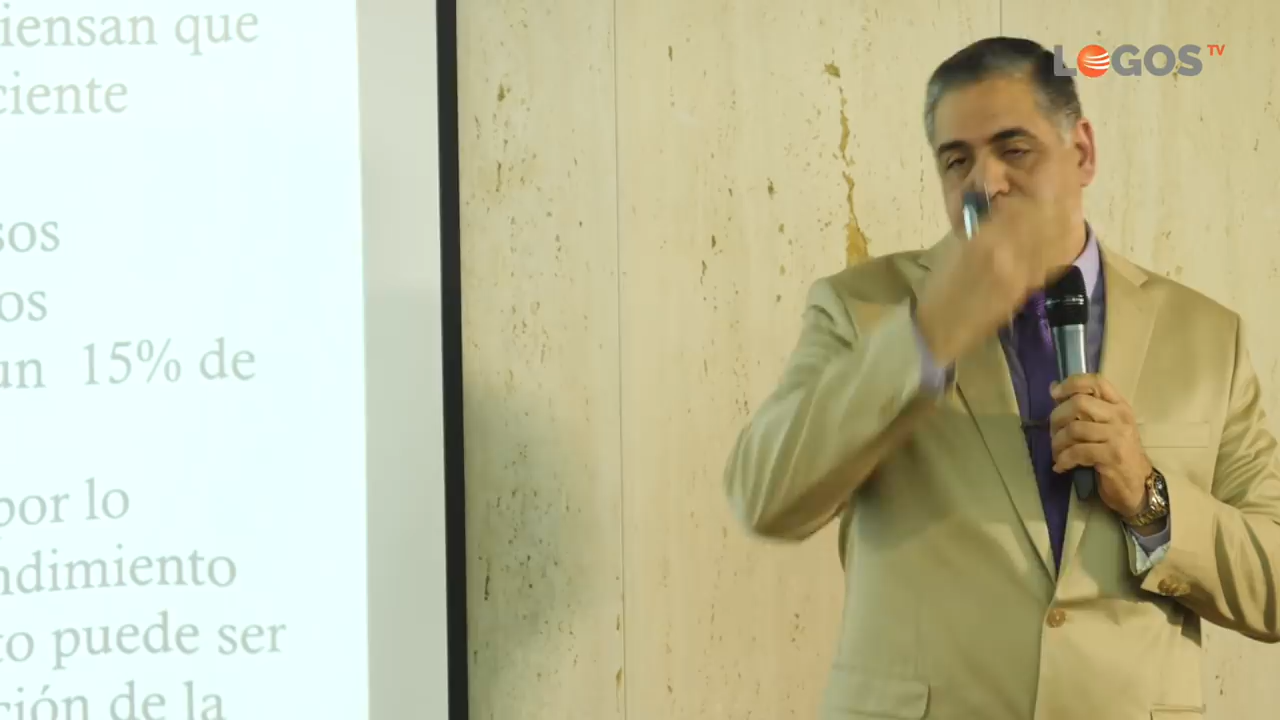 iensan que
ciente
sos
os
un 15% de
por lo
ndimiento
to puede ser
ción de la
LOGOS TV